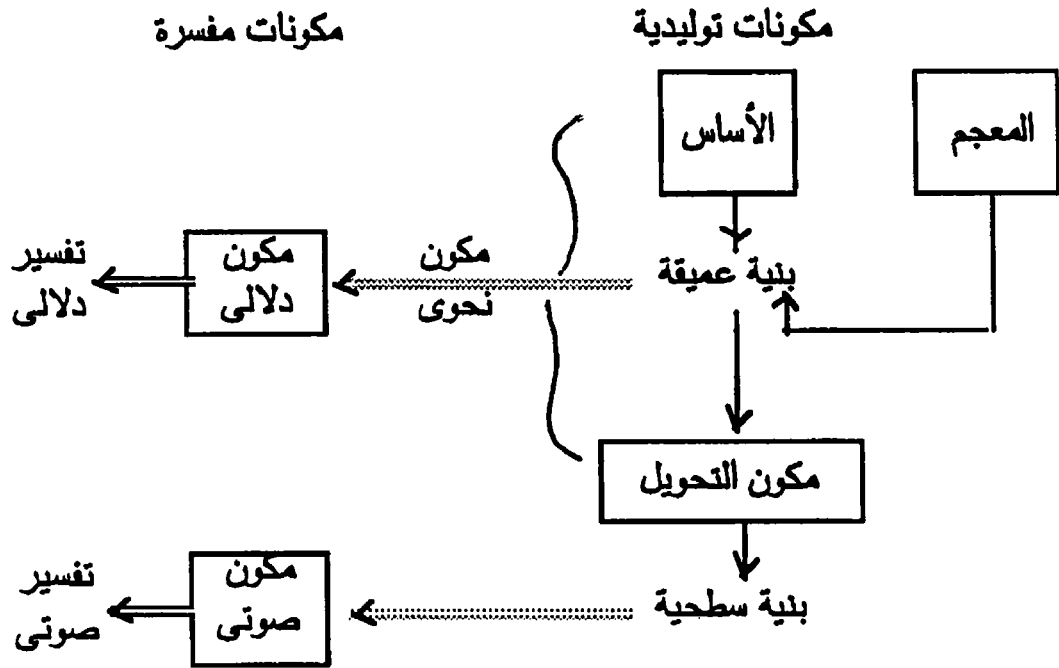 مكونات توليدية
مكونات مفسرة
المعجم
الأساس
بنية عميقة
مكون
نحوى
مكون
دلالى
تفسير
دلالى
مكون التحويل
بنية سطحية
مكون
صوتى
تفسير
صوتى